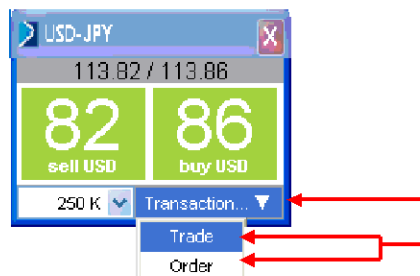 USD-JPY
113.82 / 113.86
82 86
sell USD buy USD
250 K Transaction...
Trade
Order